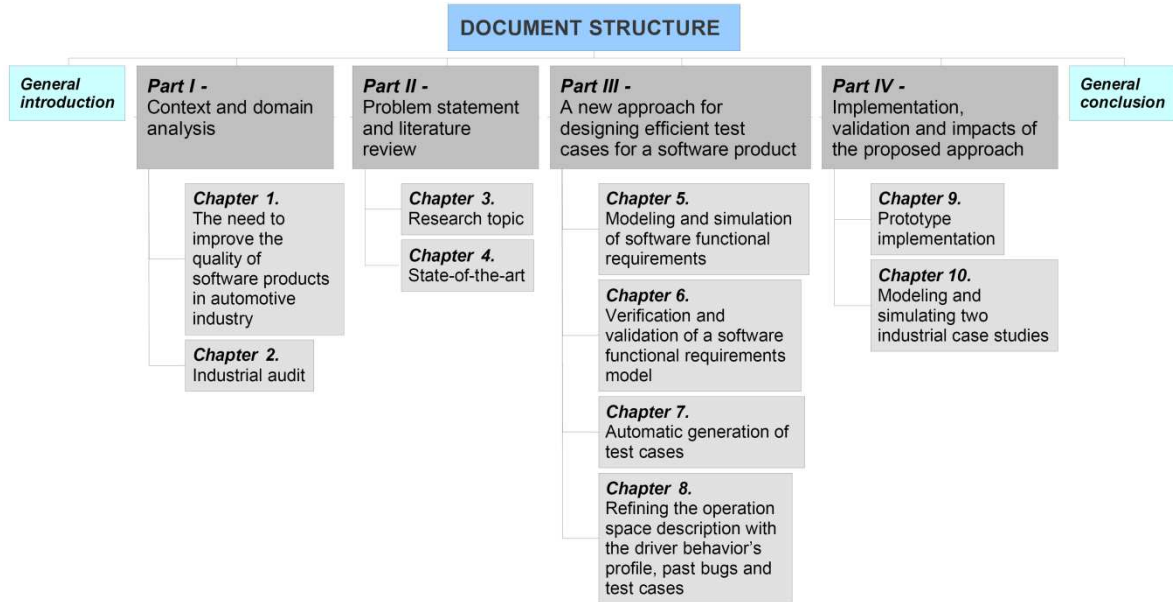 DOCUMENT STRUCTURE
General
introduction
Part I -
Context and domain
analysis
Chapter 1.
The need to
improve the
quality of
software products
in automotive
industry
Chapter 2.
Industrial audit
Part II -
Problem statement
and literature
review
Chapter 3.
Research topic
Chapter 4.
State-of-the-art
Part III -
A new approach for
designing efficient test
cases for a software product
Chapter 5.
Modeling and simulation
of software functional
requirements
Chapter 6.
Verification and
validation of a software
functional requirements
model
Chapter 7.
Automatic generation of
test cases
Chapter 8.
Refining the operation
space description with
the driver behavior’s
profile, past bugs and
test cases
Part IV -
Implementation,
validation and impacts of
the proposed approach
Chapter 9.
Prototype
implementation
Chapter 10.
Modeling and
simulating two
industrial case studies
General
conclusion